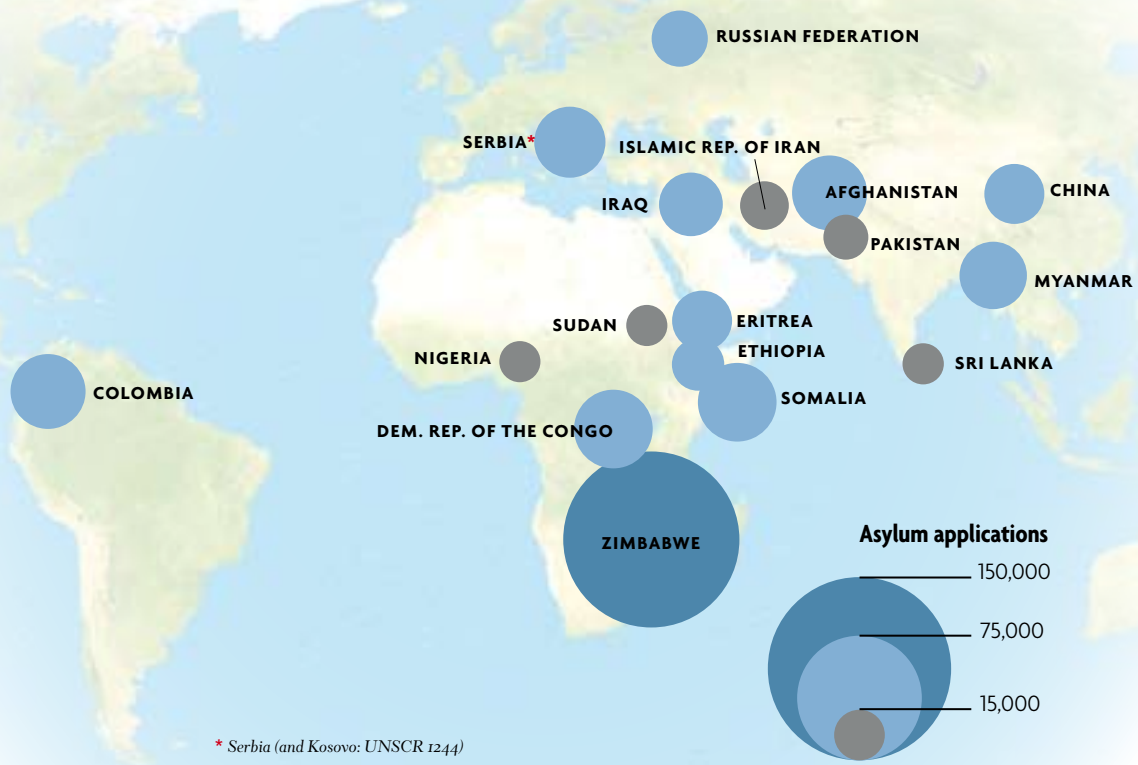 RUSSIAN FEDERATION
SERBIA*
ISLAMIC REP. OF IRAN
IRAQ
AFGHANISTAN
CHINA
PAKISTAN
MYANMAR
SUDAN
ERITREA
ETHIOPIA
NIGERIA
SRI LANKA
COLOMBIA
SOMALIA
DEM. REP. OF THE CONGO
ZIMBABWE
Asylum applications
150,000
75,000
15,000
* Serbia (and Kosovo: UNSCR 1244)